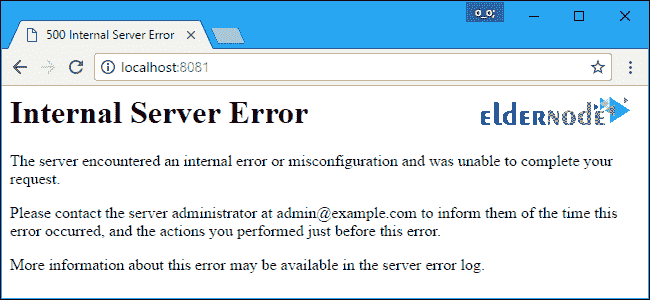 o_o;
500 Internal Server Error
localhost:8081
Internal Server Error
ELDERNODE
The server encountered an internal error or misconfiguration and was unable to complete your
request.
Please contact the server administrator at admin@example.com to inform them of the time this
error occurred, and the actions you performed just before this error.
More information about this error may be available in the server error log.